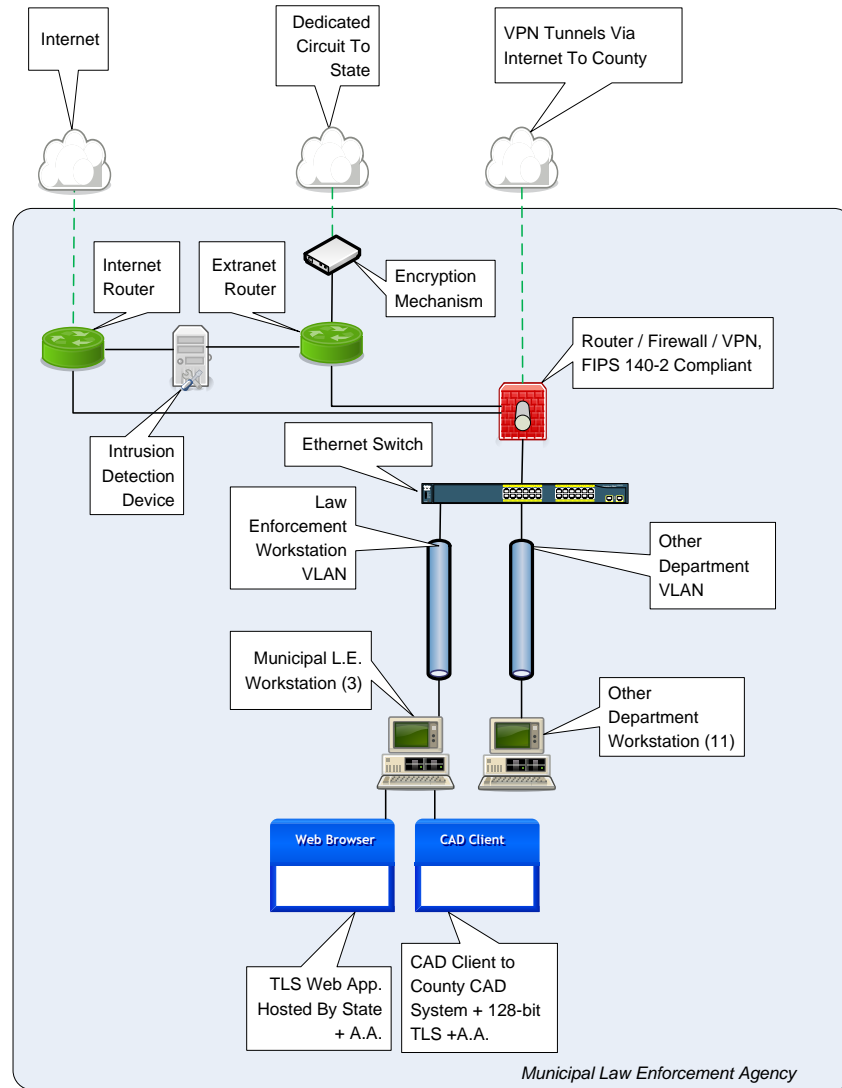 Internet
Dedicated
Circuit To
State
VPN Tunnels Via
Internet To County
Internet
Router
Extranet
Router
Encryption
Mechanism
Router / Firewall / VPN,
FIPS 140-2 Compliant
Intrusion
Detection
Device
Ethernet Switch
Law
Enforcement
Workstation
VLAN
Other
Department
VLAN
Municipal L.E.
Workstation (3)
Other
Department
Workstation (11)
Web Browser
CAD Client
TLS Web App.
Hosted By State
+ A.A.
CAD Client to
County CAD
System + 128-bit
TLS +A.A.
Municipal Law Enforcement Agency